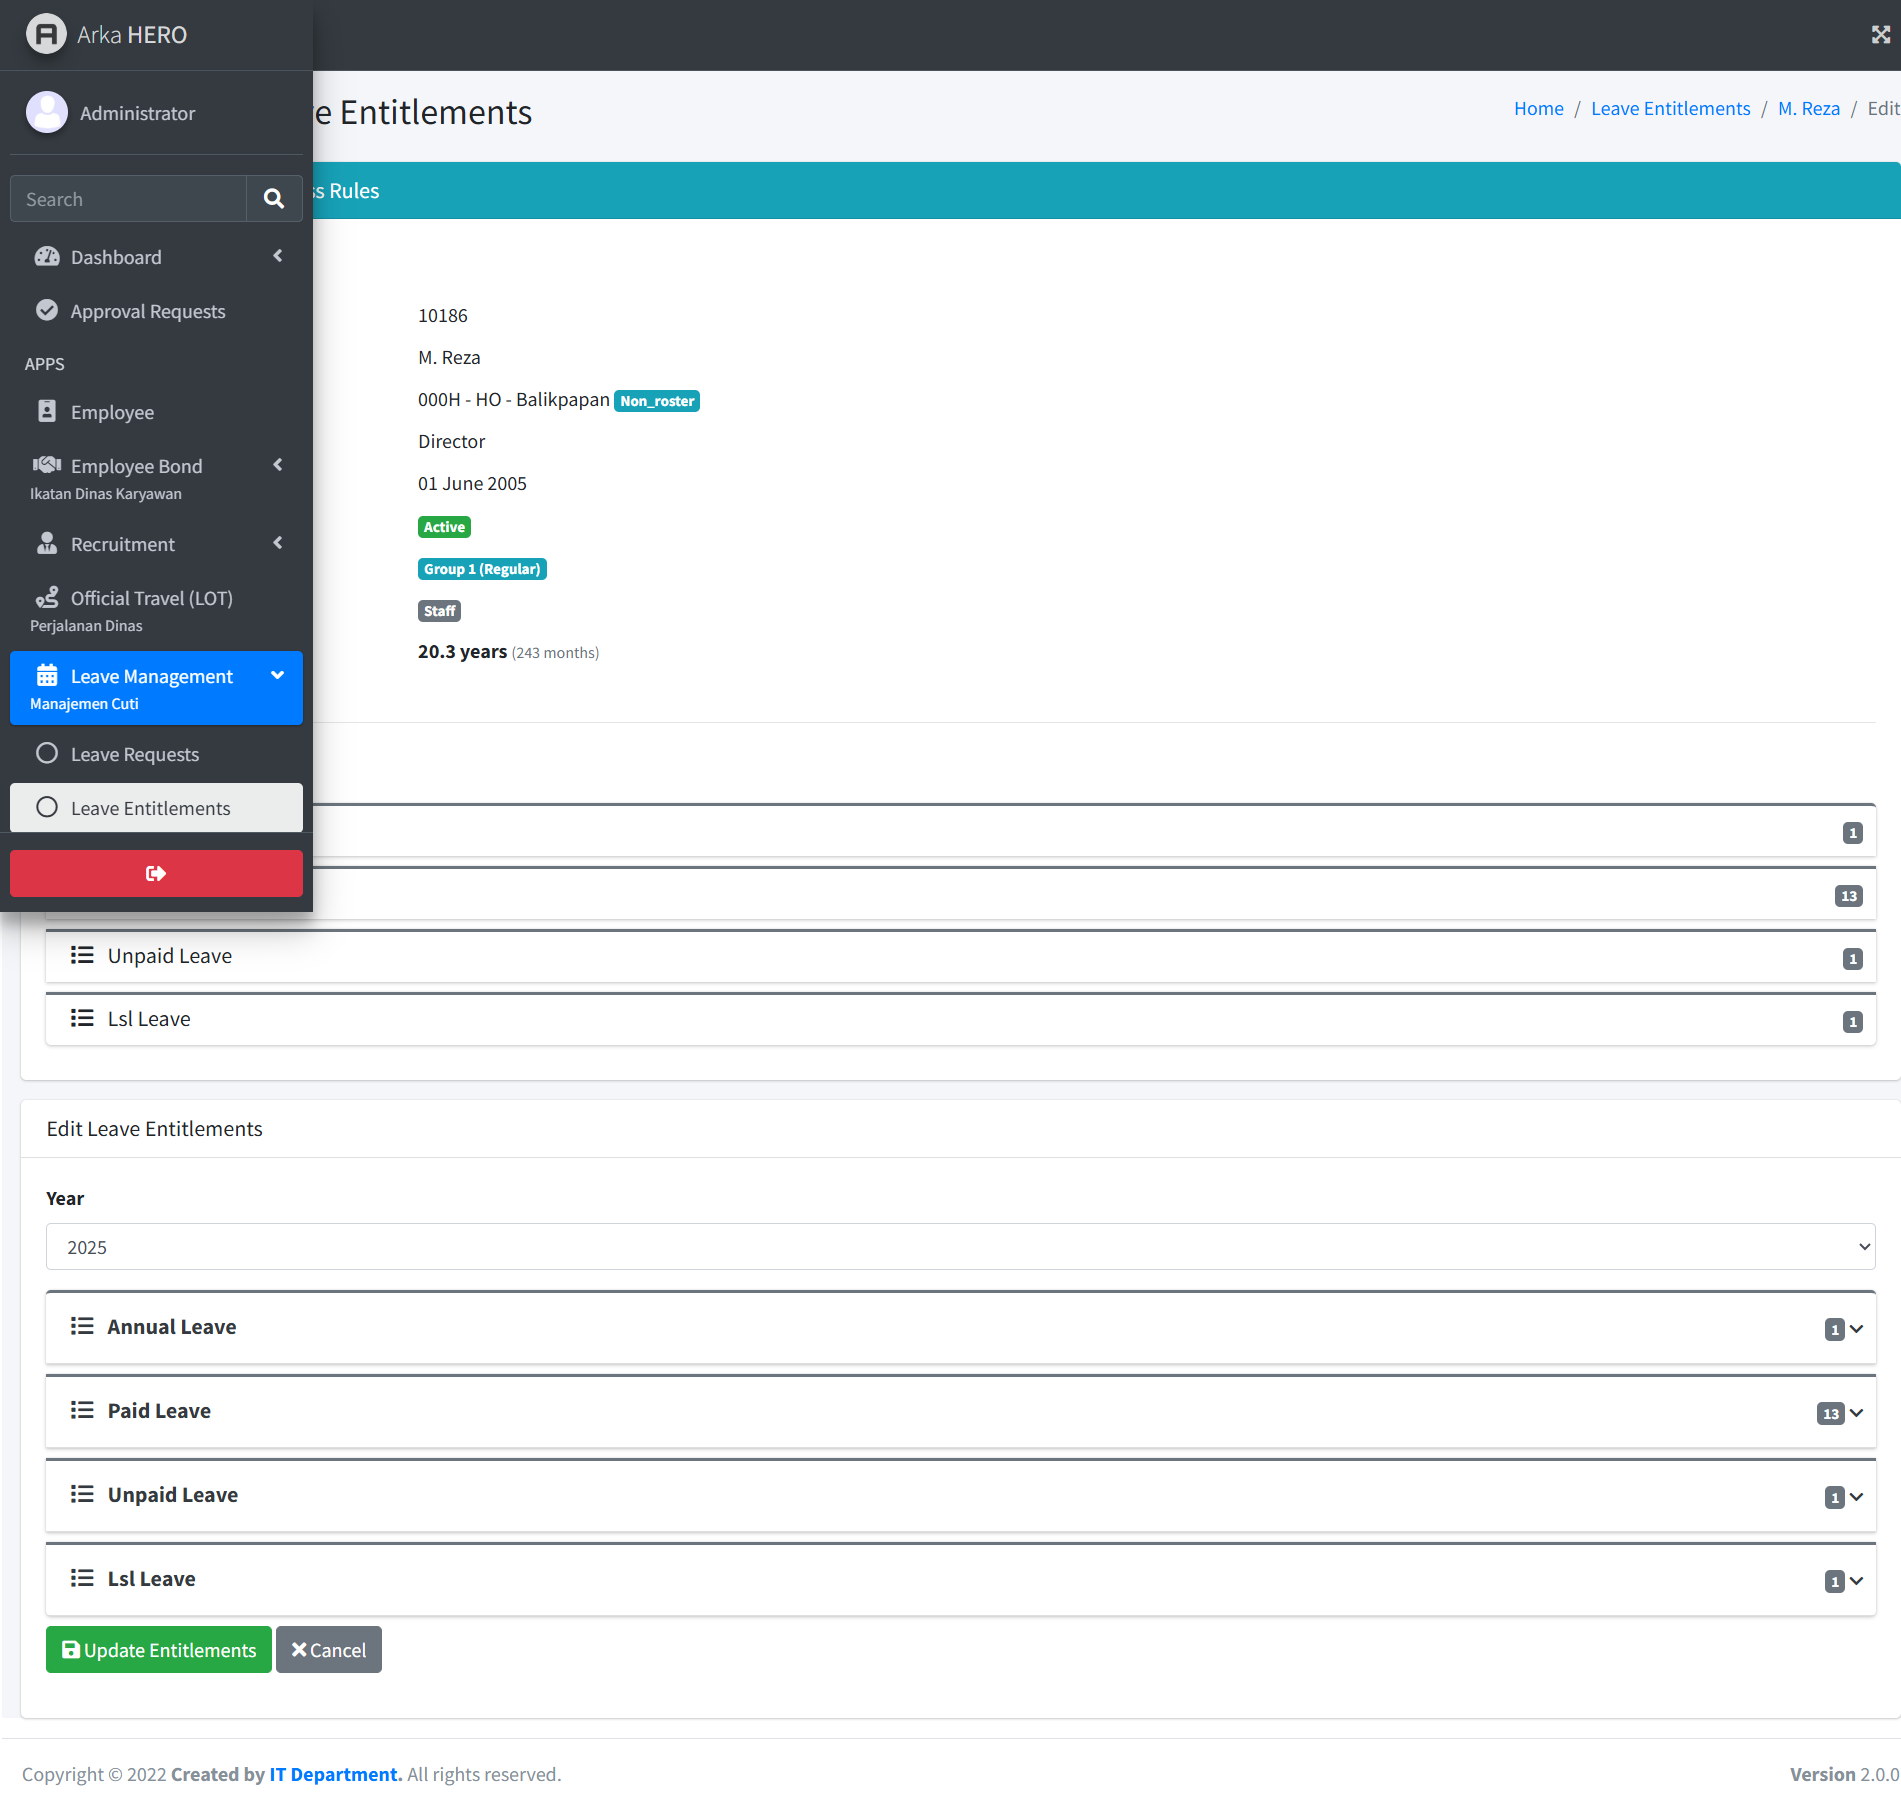 Arka HERO
Administrator
Search
Dashboard
Approval Requests
APPS
Employee
Employee Bond
Ikatan Dinas Karyawan
Recruitment
Official Travel (LOT)
Perjalanan Dinas
Leave Management
Manajemen Cuti
Leave Requests
Leave Entitlements
Entitlements
Home / Leave Entitlements / M. Reza / Edit
Rules
10186
M. Reza
000H - HO - Balikpapan Non_roster
Director
01 June 2005
Active
Group 1 (Regular)
Staff
20.3 years (243 months)
1
13
Unpaid Leave 1
Lsl Leave 1
Edit Leave Entitlements
Year
2025
Annual Leave 1
Paid Leave 13
Unpaid Leave 1
Lsl Leave 1
Update Entitlements Cancel
Copyright © 2022 Created by IT Department. All rights reserved. Version 2.0.0